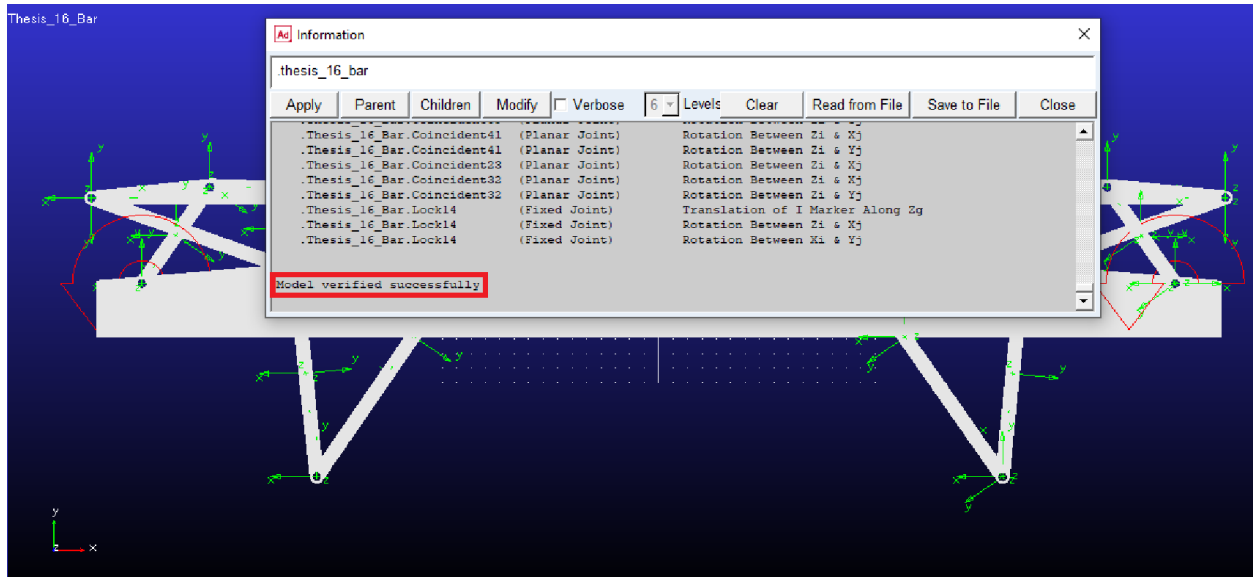 Thesis_16_Bar
Ad Information
.thesis_16_bar
Apply Parent Children Modify Verbose 6 Levels Clear Read from File Save to File Close
.Thesis_16_Bar.Coincident41 (Planar Joint) Rotation Between Zi & Xj
.Thesis_16_Bar.Coincident41 (Planar Joint) Rotation Between Zi & Yj
.Thesis_16_Bar.Coincident23 (Planar Joint) Rotation Between Zi & Xj
.Thesis_16_Bar.Coincident32 (Planar Joint) Rotation Between Zi & Xj
.Thesis_16_Bar.Coincident32 (Planar Joint) Rotation Between Zi & Yj
.Thesis_16_Bar.Lock14 (Fixed Joint) Translation of I Marker Along Zg
.Thesis_16_Bar.Lock14 (Fixed Joint) Rotation Between Zi & Xj
.Thesis_16_Bar.Lock14 (Fixed Joint) Rotation Between Xi & Yj
Model verified successfully
y
z x